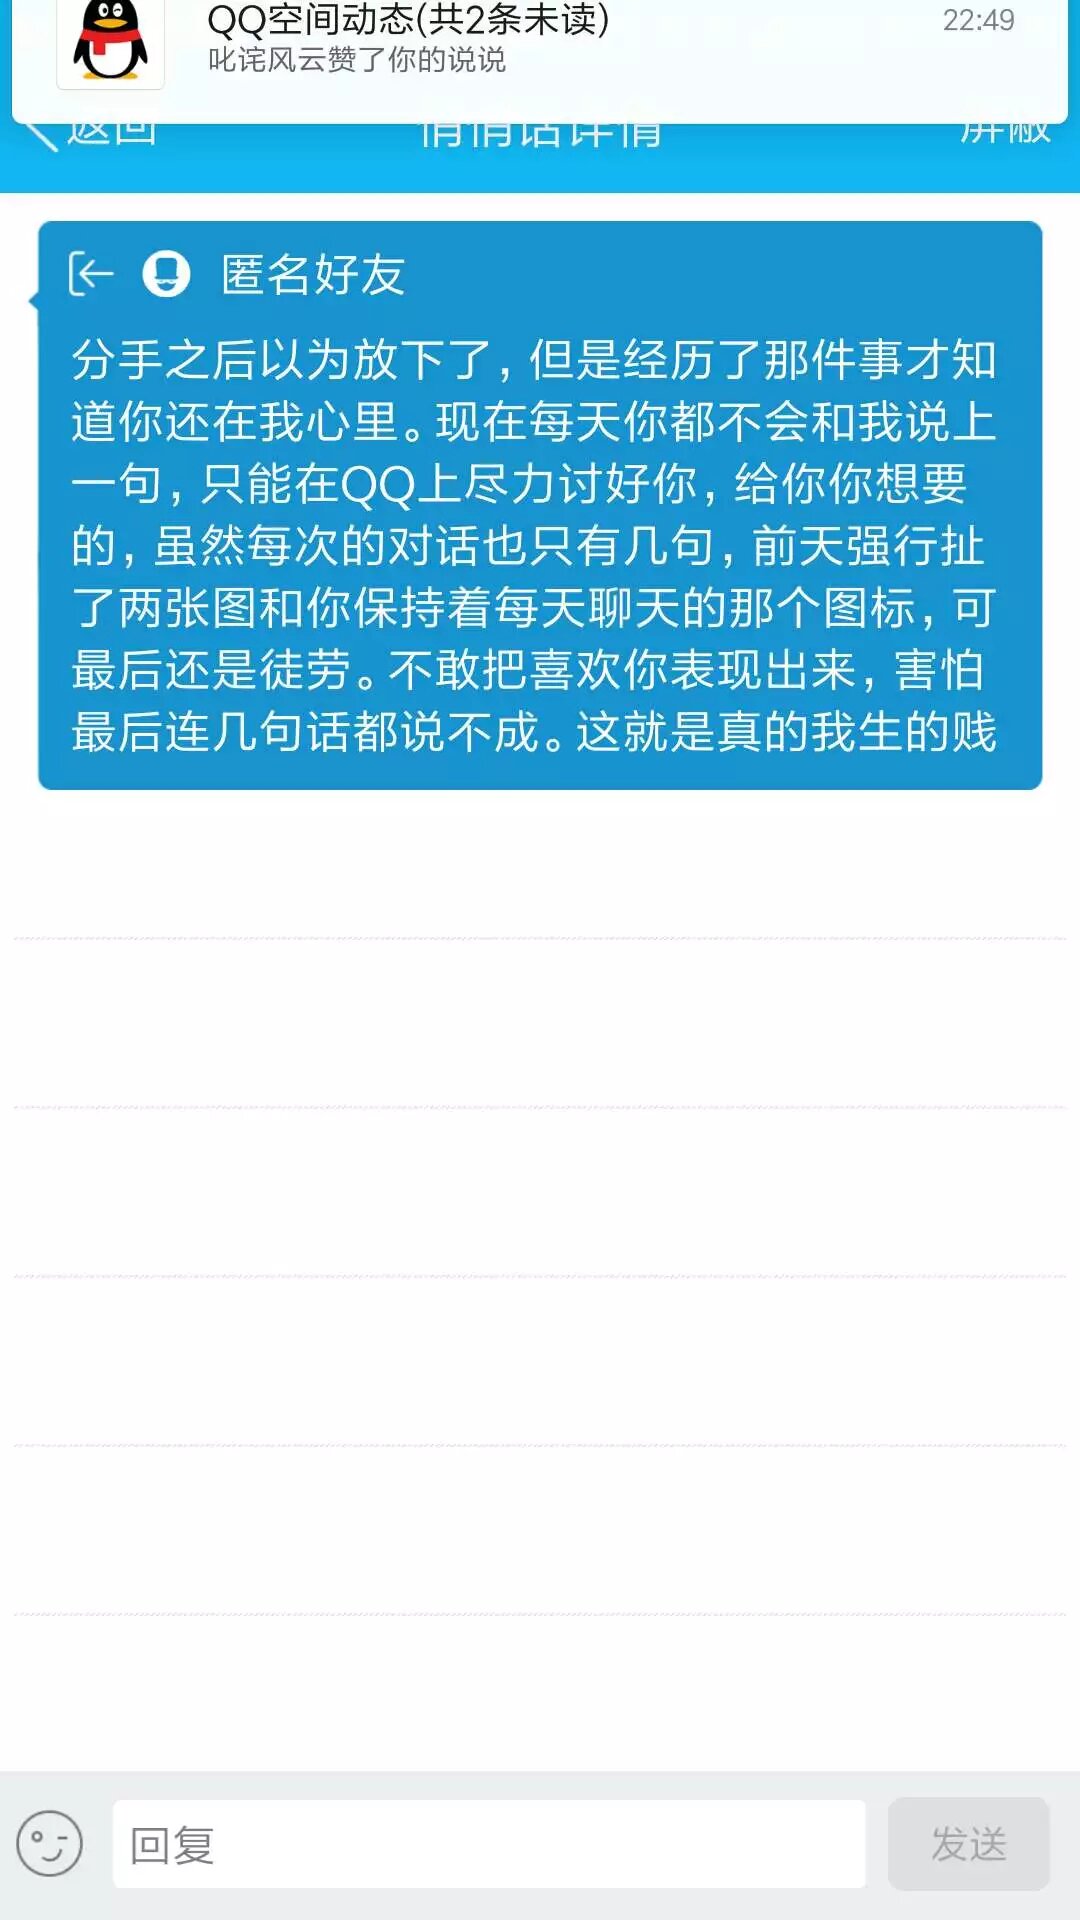 QQ空间动态(共2条未读)
22:49
叱诧风云赞了你的说说
返回
悄悄话详情
屏蔽
匿名好友
分手之后以为放下了，但是经历了那件事才知
道你还在我心里。现在每天你都不会和我说上
一句，只能在QQ上尽力讨好你，给你你想要
的，虽然每次的对话也只有几句，前天强行扯
了两张图和你保持着每天聊天的那个图标，可
最后还是徒劳。不敢把喜欢你表现出来，害怕
最后连几句话都说不成。这就是真的我生的贱
回复
发送